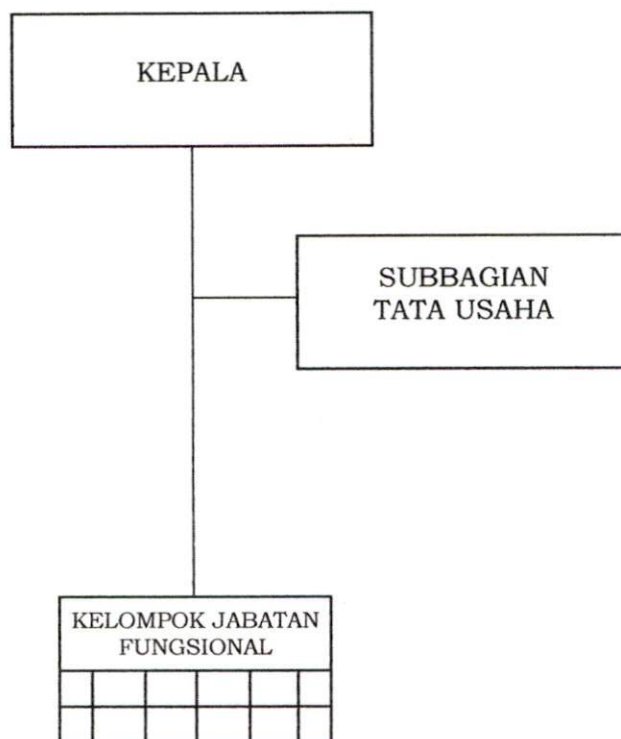 KEPALA
SUBBAGIAN
TATA USAHA
KELOMPOK JABATAN
FUNGSIONAL